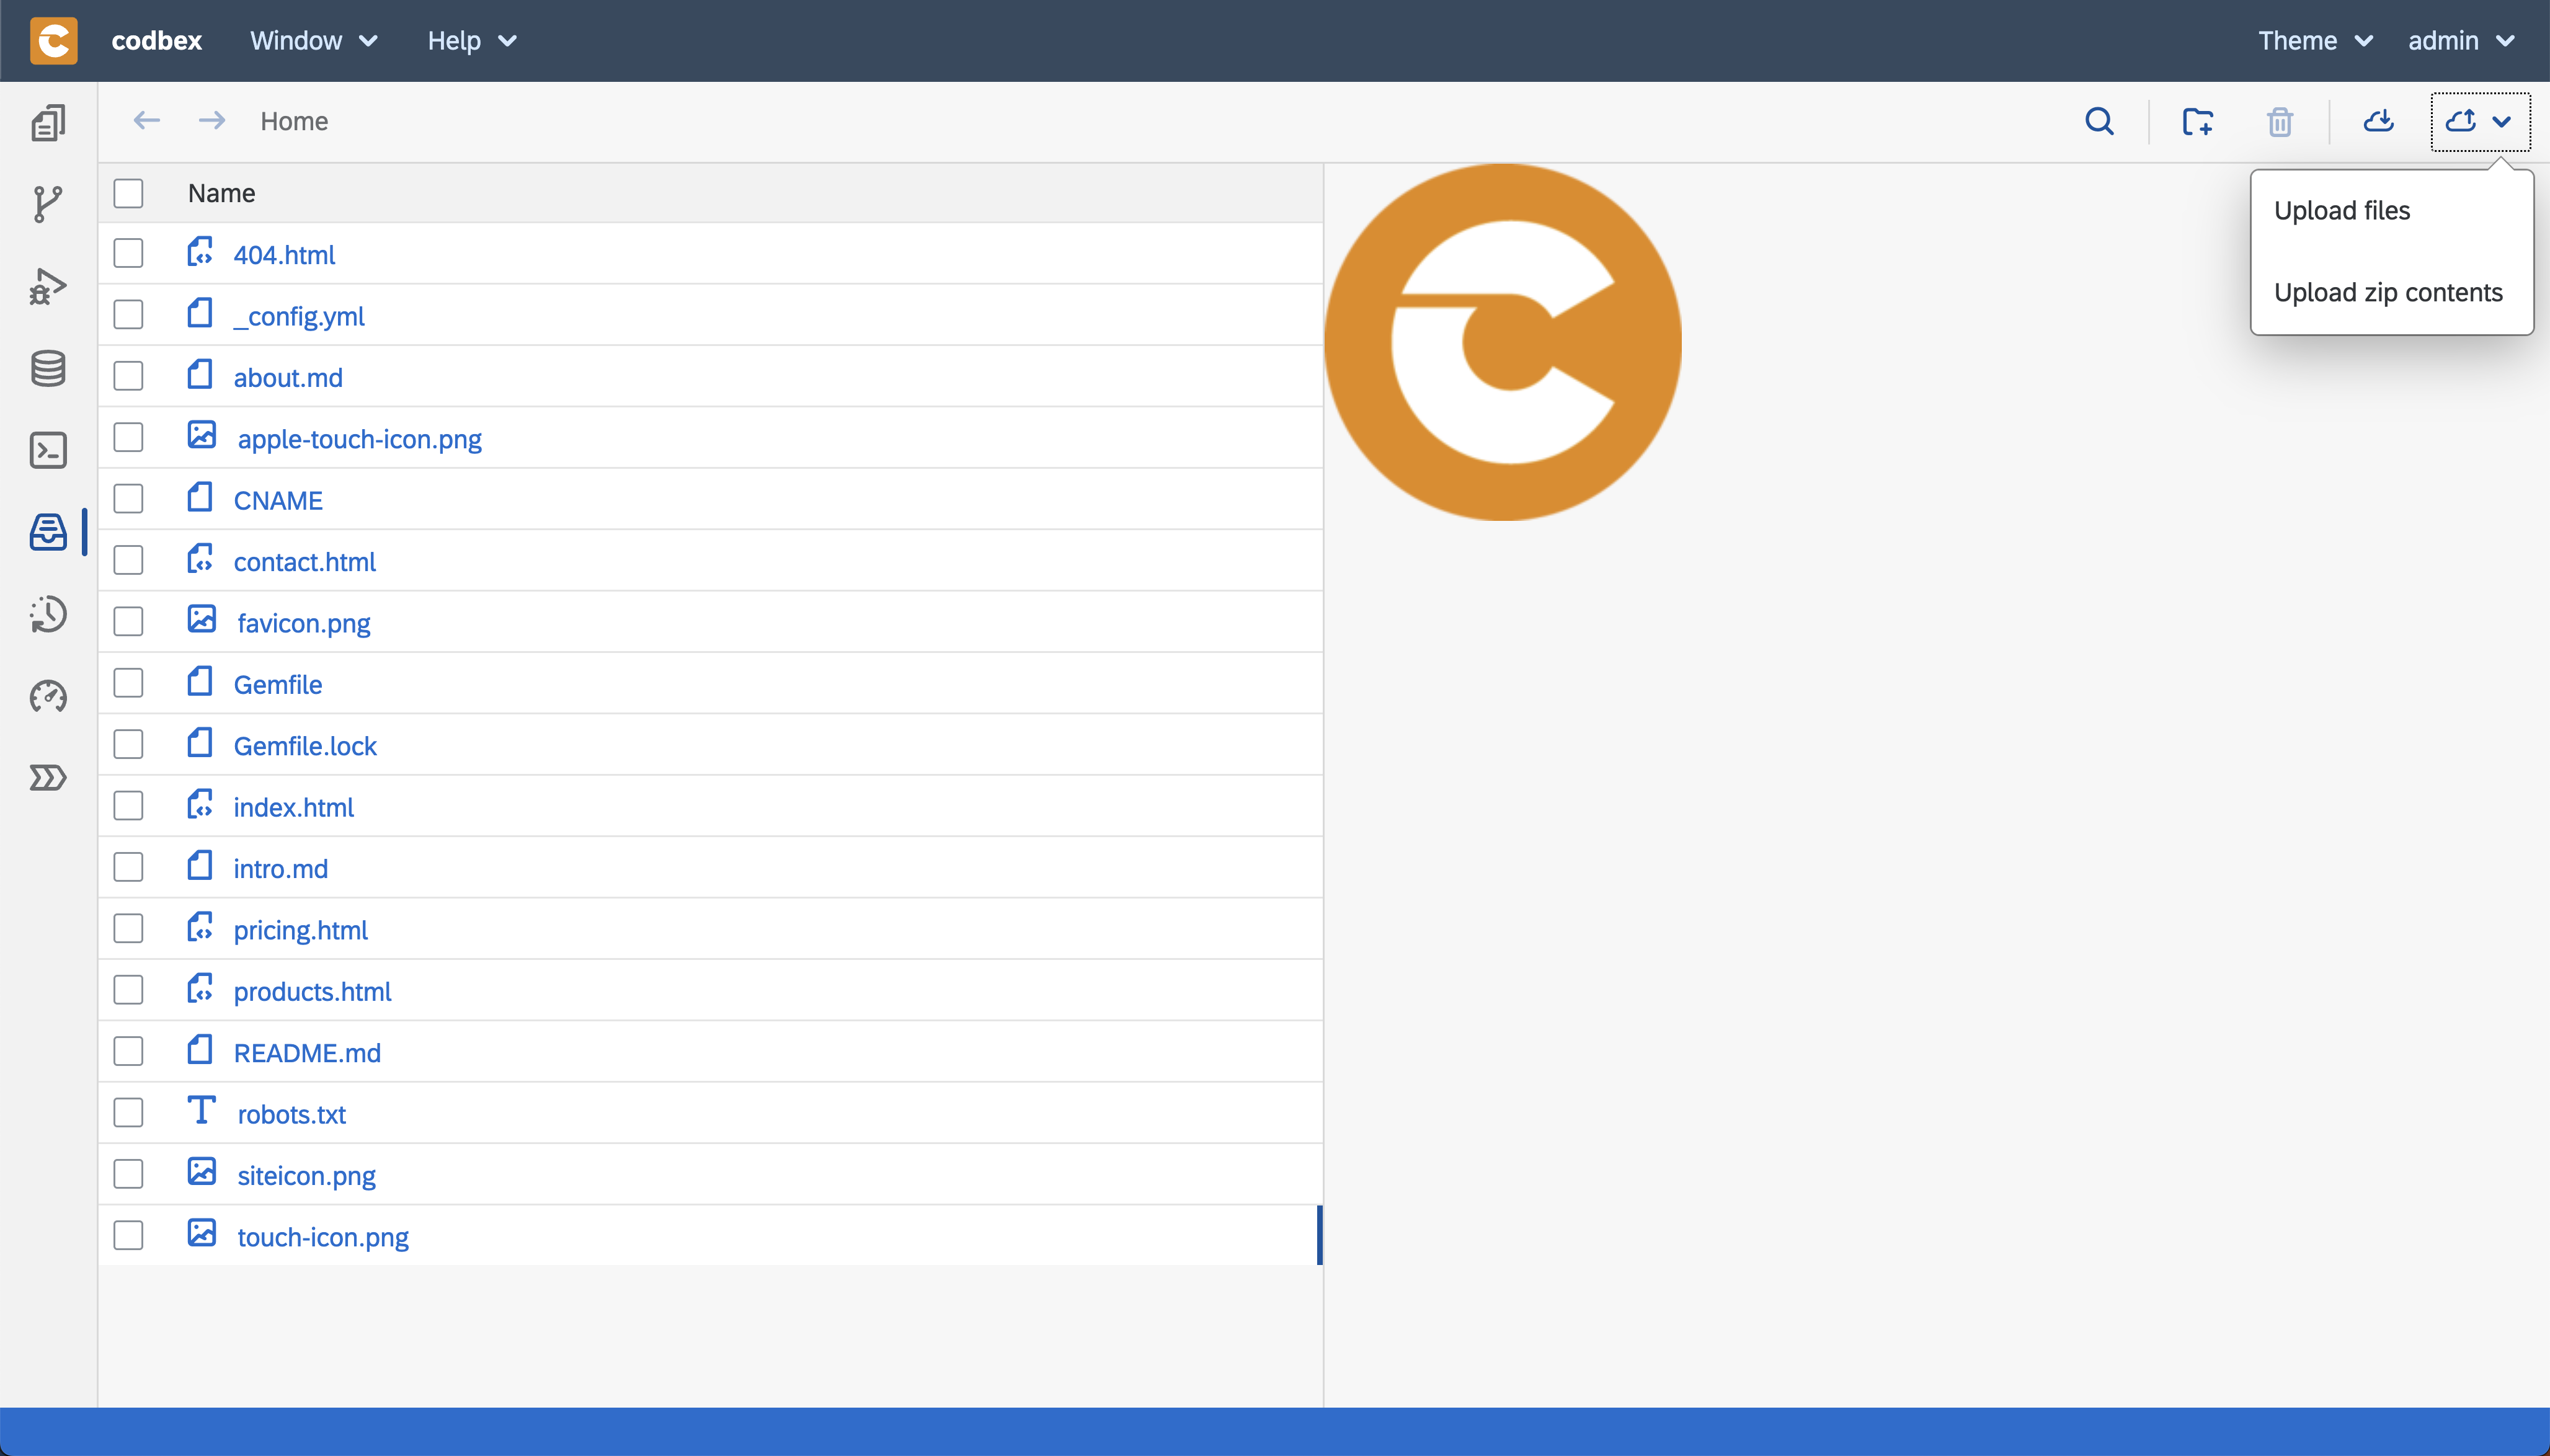 codbex Window Help Theme admin
Home
Upload files
Upload zip contents
Name
404.html
_config.yml
about.md
apple-touch-icon.png
CNAME
contact.html
favicon.png
Gemfile
Gemfile.lock
index.html
intro.md
pricing.html
products.html
README.md
robots.txt
siteicon.png
touch-icon.png